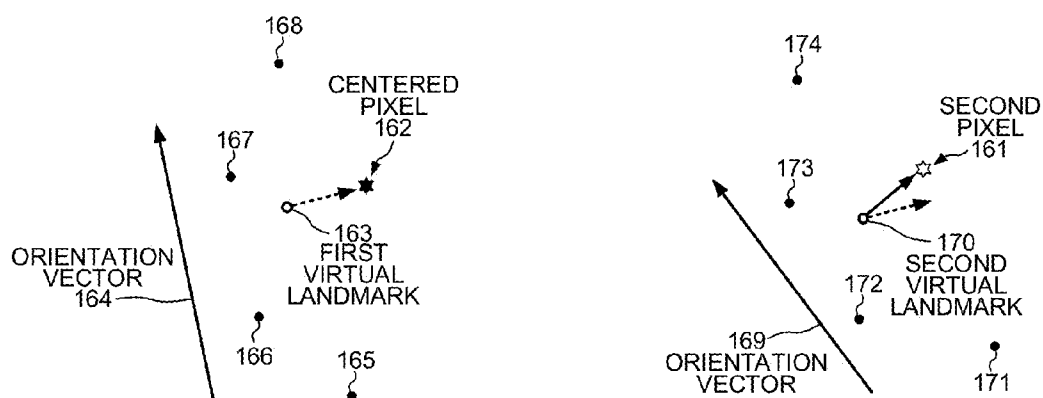 168
CENTERED
PIXEL
162
167
163
FIRST
VIRTUAL
LANDMARK
ORIENTATION
VECTOR
164
166
165
174
SECOND
PIXEL
161
173
170
SECOND
VIRTUAL
LANDMARK
172
169
ORIENTATION
VECTOR
171